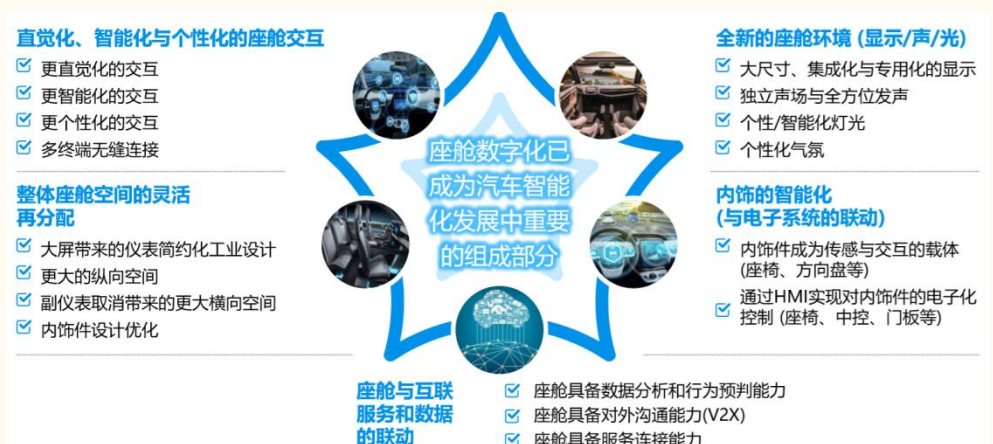 直觉化、智能化与个性化的座舱交互
更直觉化的交互
更智能化的交互
更个性化的交互
多终端无缝连接
整体座舱空间的灵活
再分配
大屏带来的仪表简约化工业设计
更大的纵向空间
副仪表取消带来的更大横向空间
内饰件设计优化
座舱数字化已
成为汽车智能
化发展中重要
的组成部分
全新的座舱环境 (显示/声/光)
大尺寸、集成化与专用化的显示
独立声场与全方位发声
个性/智能化灯光
个性化气氛
内饰的智能化
(与电子系统的联动)
内饰件成为传感与交互的载体
(座椅、方向盘等)
通过HMI实现对内饰件的电子化
控制 (座椅、中控、门板等)
座舱与互联
服务和数据
的联动
座舱具备数据分析和行为预判能力
座舱具备对外沟通能力(V2X)
座舱具备服务连接能力